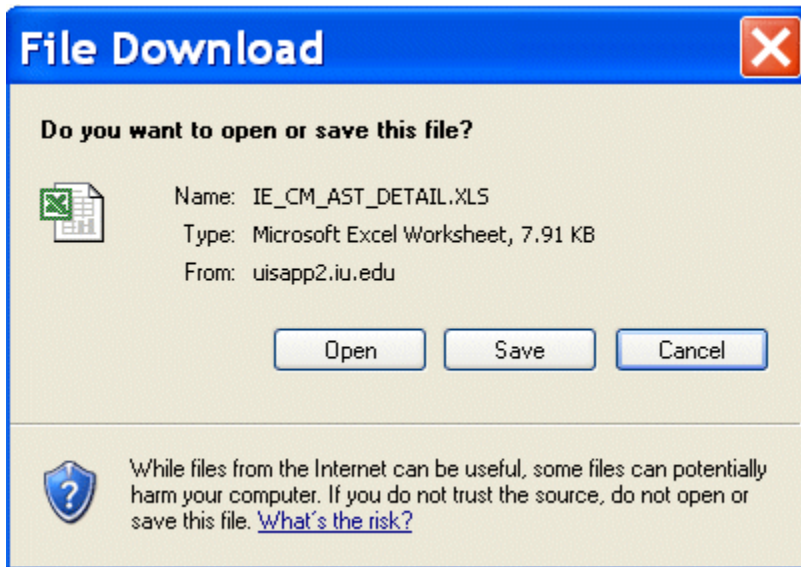 File Download
Do you want to open or save this file?
Name: IE_CM_AST_DETAIL.XLS
Type: Microsoft Excel Worksheet, 7.91 KB
From: uisapp2.iu.edu
Open Save Cancel
While files from the Internet can be useful, some files can potentially
harm your computer. If you do not trust the source, do not open or
save this file. What's the risk?